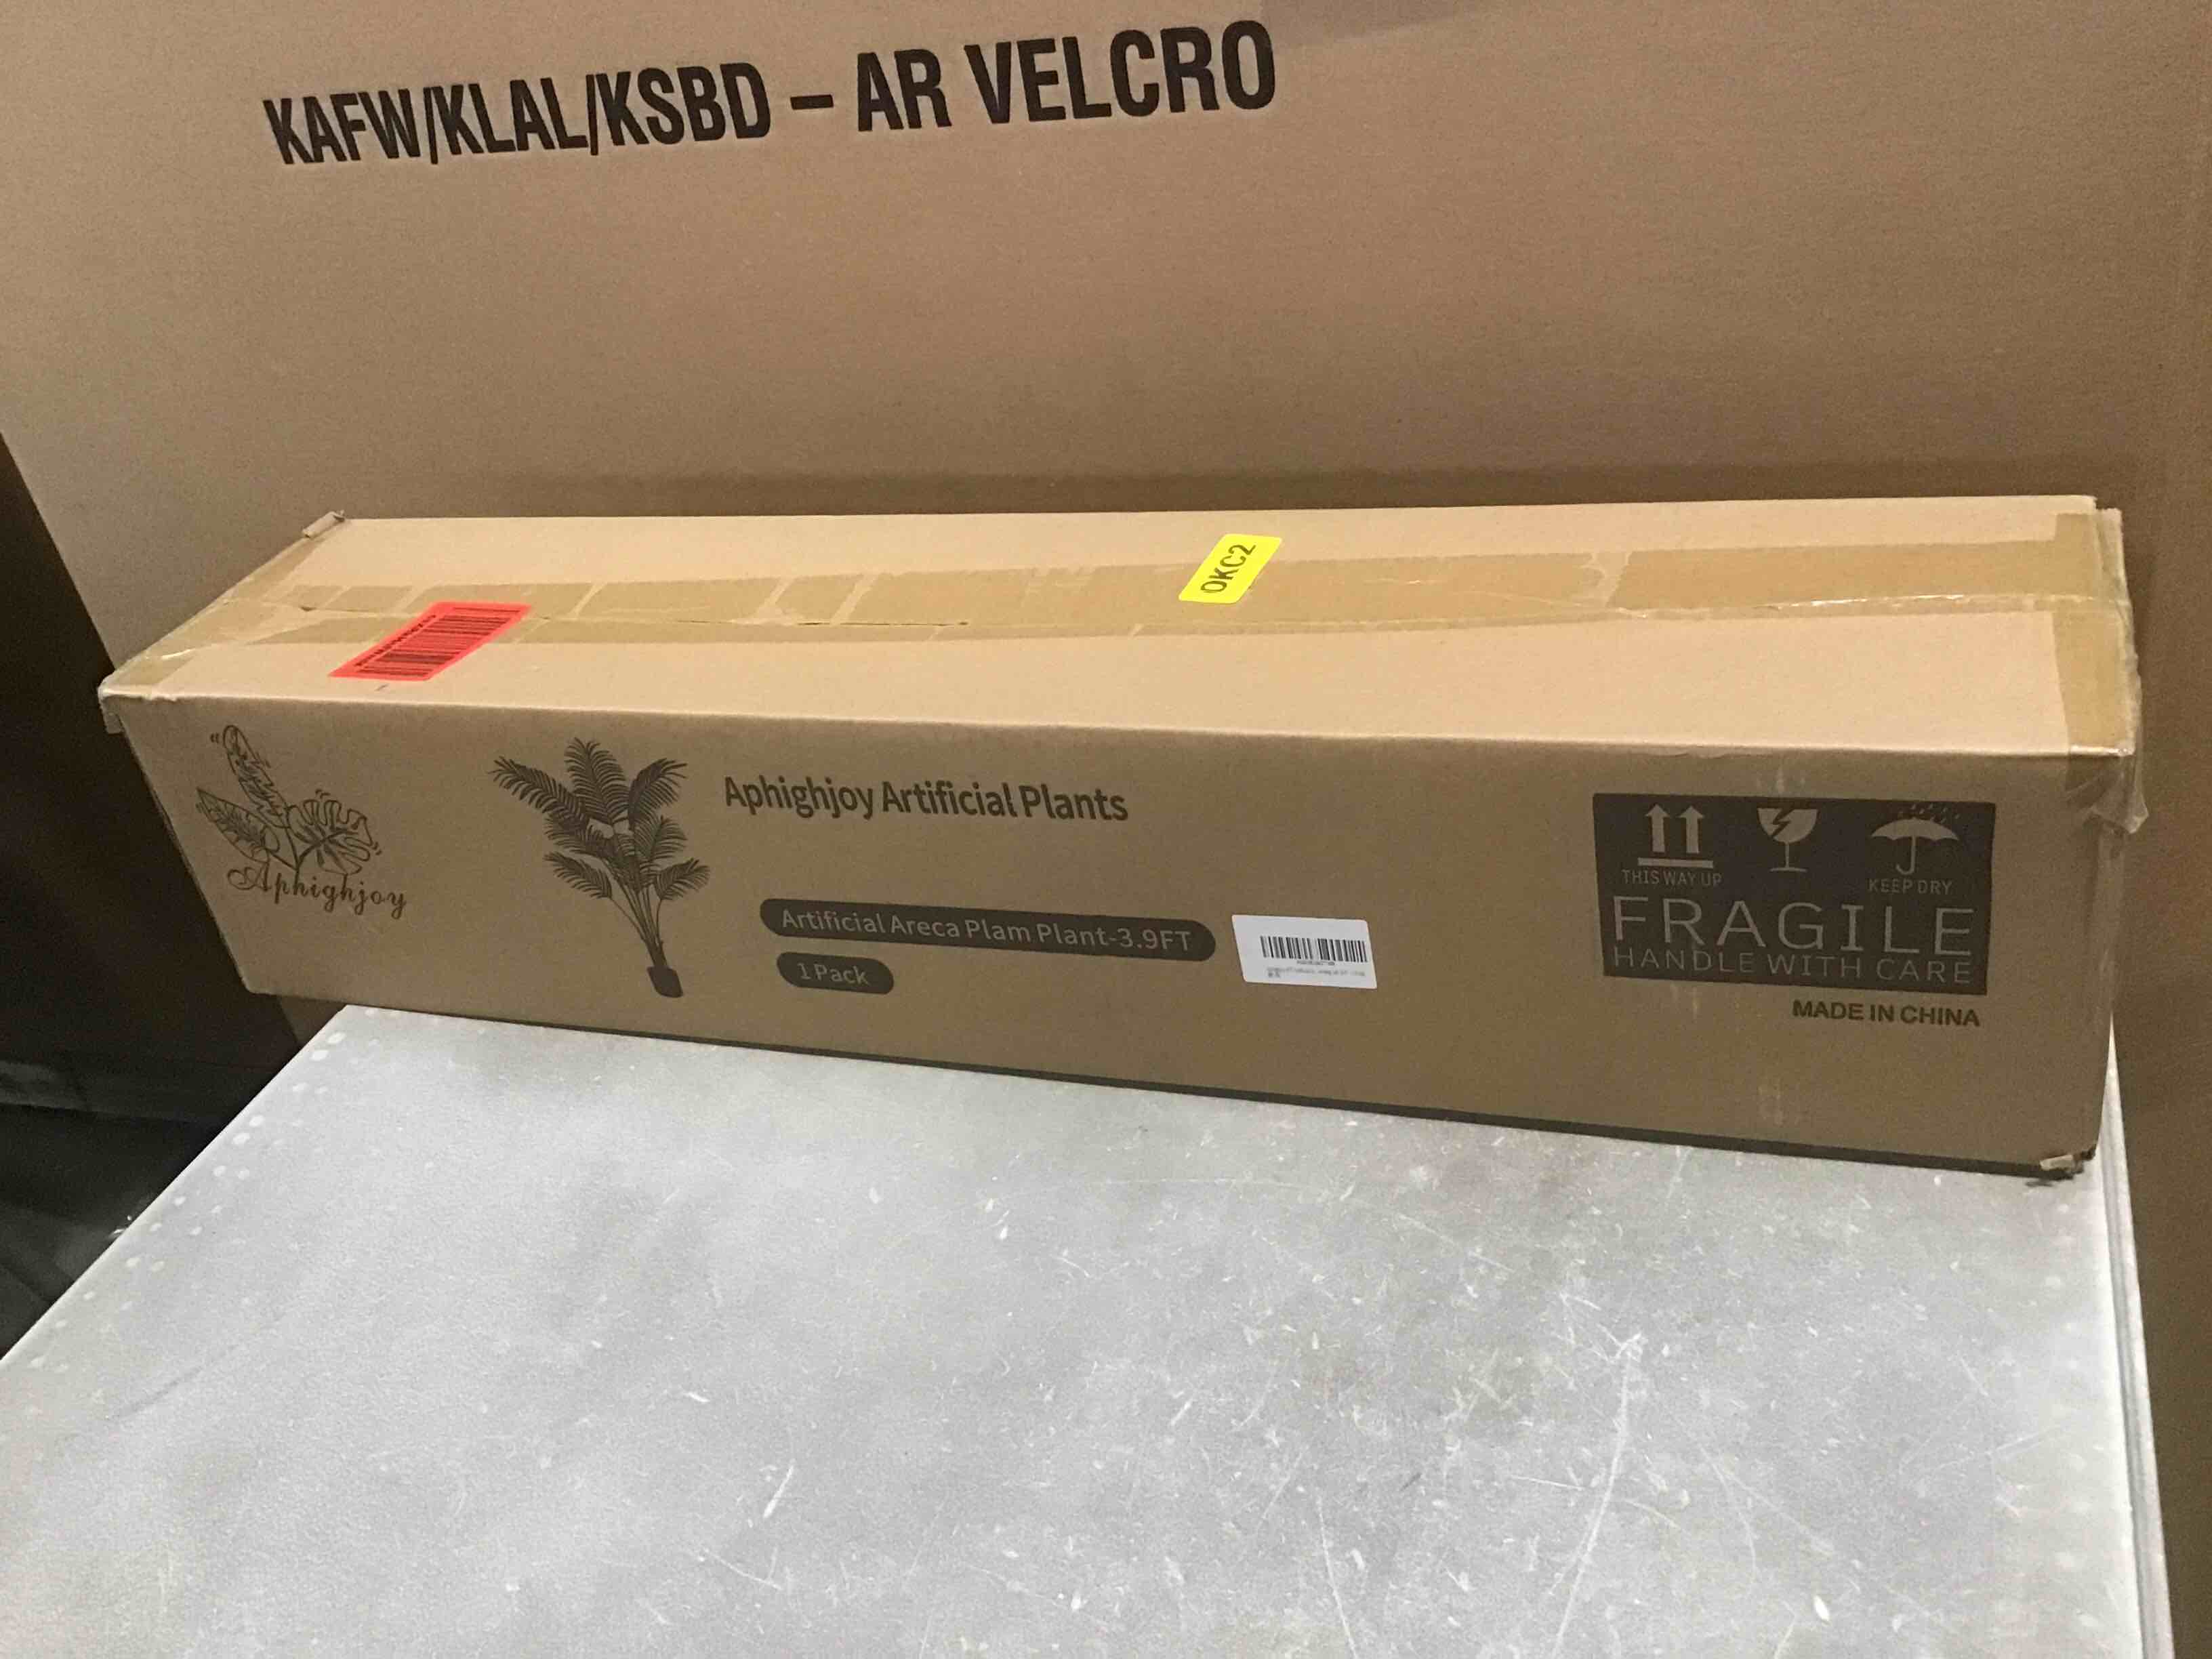 KAFW/KLAL/KSBD – AR VELCRO
OKC2
Aphighjoy
Aphighjoy Artificial Plants
Artificial Areca Plam Plant-3.9FT
1 Pack
THIS WAY UP
KEEP DRY
FRAGILE
HANDLE WITH CARE
MADE IN CHINA